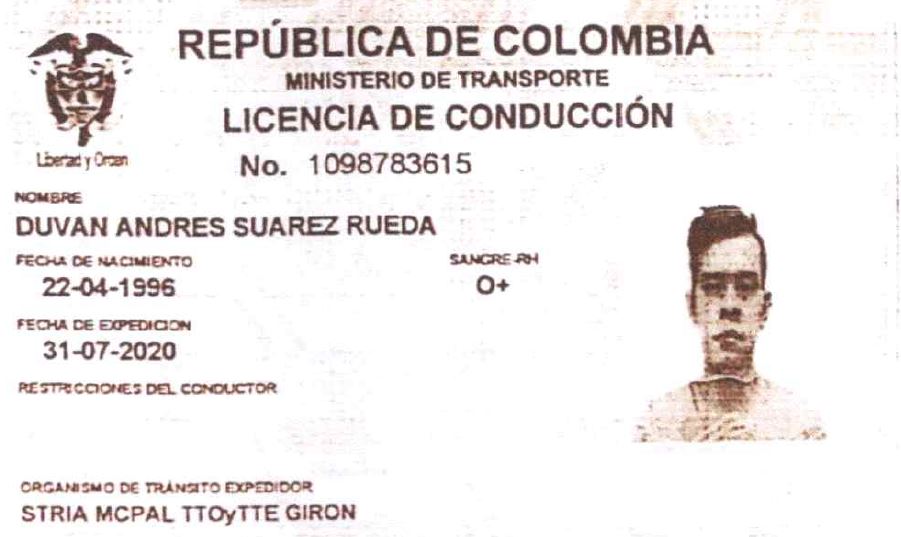 REPÚBLICA DE COLOMBIA
MINISTERIO DE TRANSPORTE
LICENCIA DE CONDUCCIÓN
Libertad y Orden
No. 1098783615
NOMBRE
DUVAN ANDRES SUAREZ RUEDA
FECHA DE NACIMIENTO
22-04-1996
SANGRE-RH
O+
FECHA DE EXPEDICION
31-07-2020
RESTRICCIONES DEL CONDUCTOR
ORGANISMO DE TRÁNSITO EXPEDIDOR
STRIA MCPAL TTOyTTE GIRON